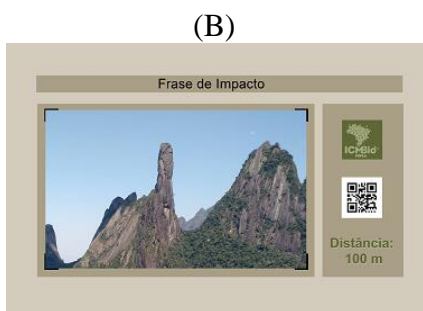 (B)
Frase de Impacto
ICMBio
Distância:
100 m